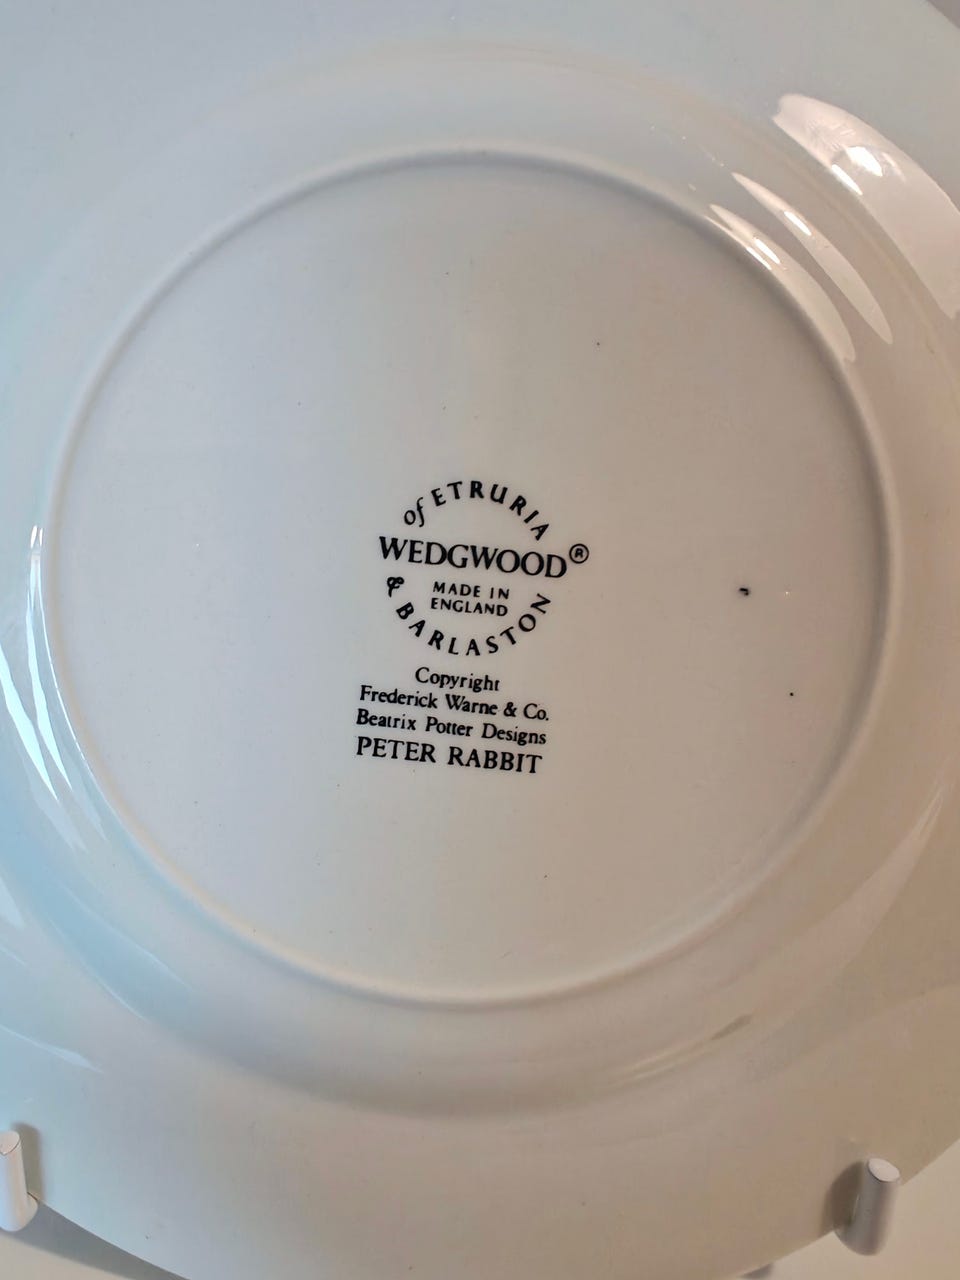 of ETRURIA
WEDGWOOD®
MADE IN
ENGLAND
& BARLASTON
Copyright
Frederick Warne & Co.
Beatrix Potter Designs
PETER RABBIT